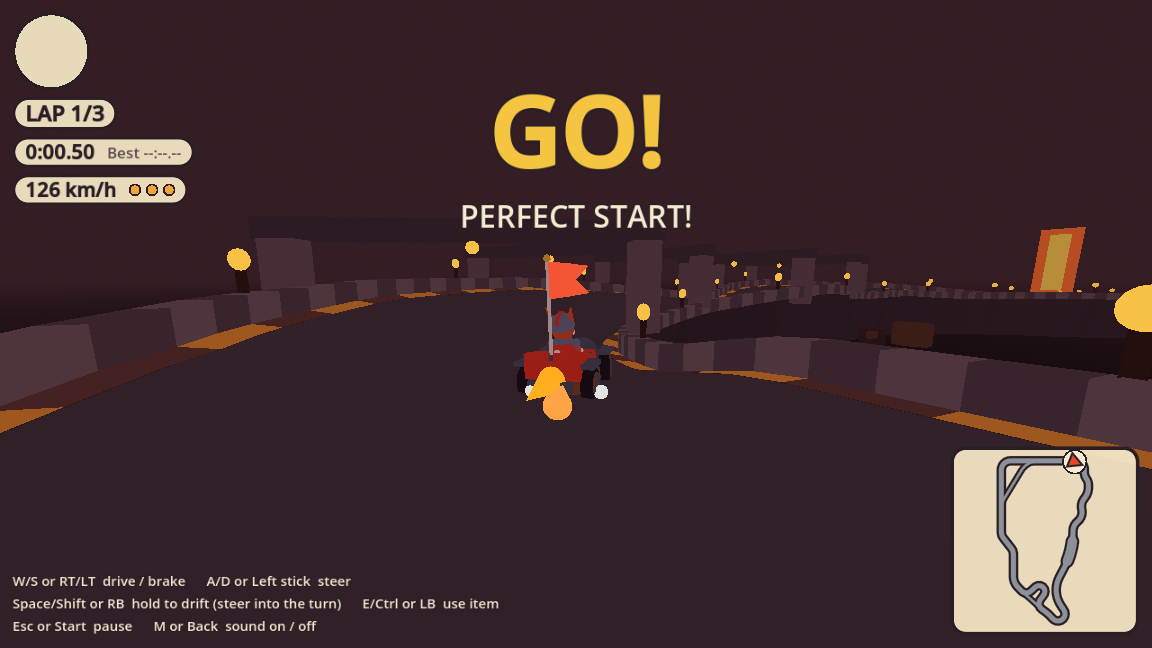 LAP 1/3
0:00.50 Best --:--.--
126 km/h
GO!
PERFECT START!
W/S or RT/LT drive / brake A/D or Left stick steer
Space/Shift or RB hold to drift (steer into the turn) E/Ctrl or LB use item
Esc or Start pause M or Back sound on / off